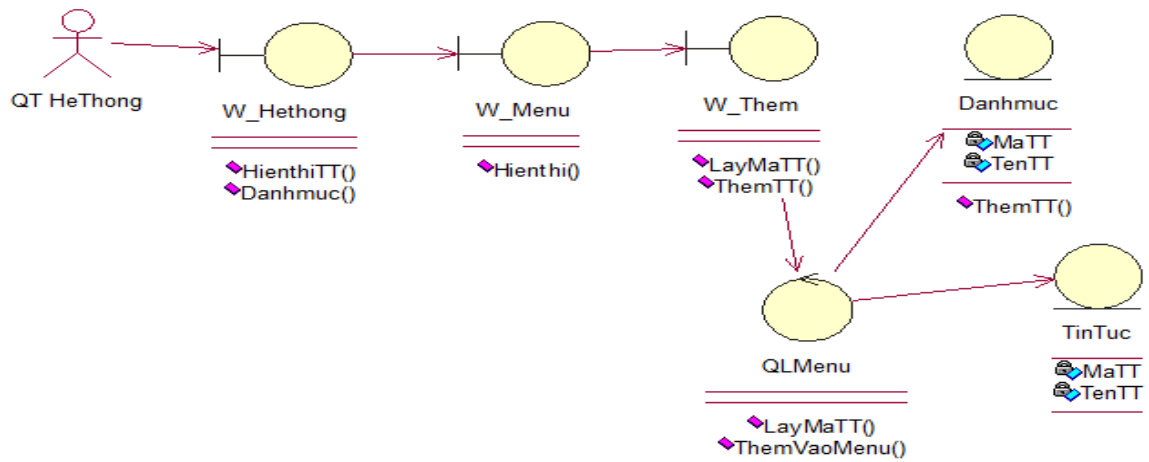 QT HeThong
W_Hethong
HienthiTT()
Danhmuc()
W_Menu
Hienthi()
W_Them
LayMaTT()
ThemTT()
Danhmuc
MaTT
TenTT
ThemTT()
QLMenu
LayMaTT()
ThemVaoMenu()
TinTuc
MaTT
TenTT